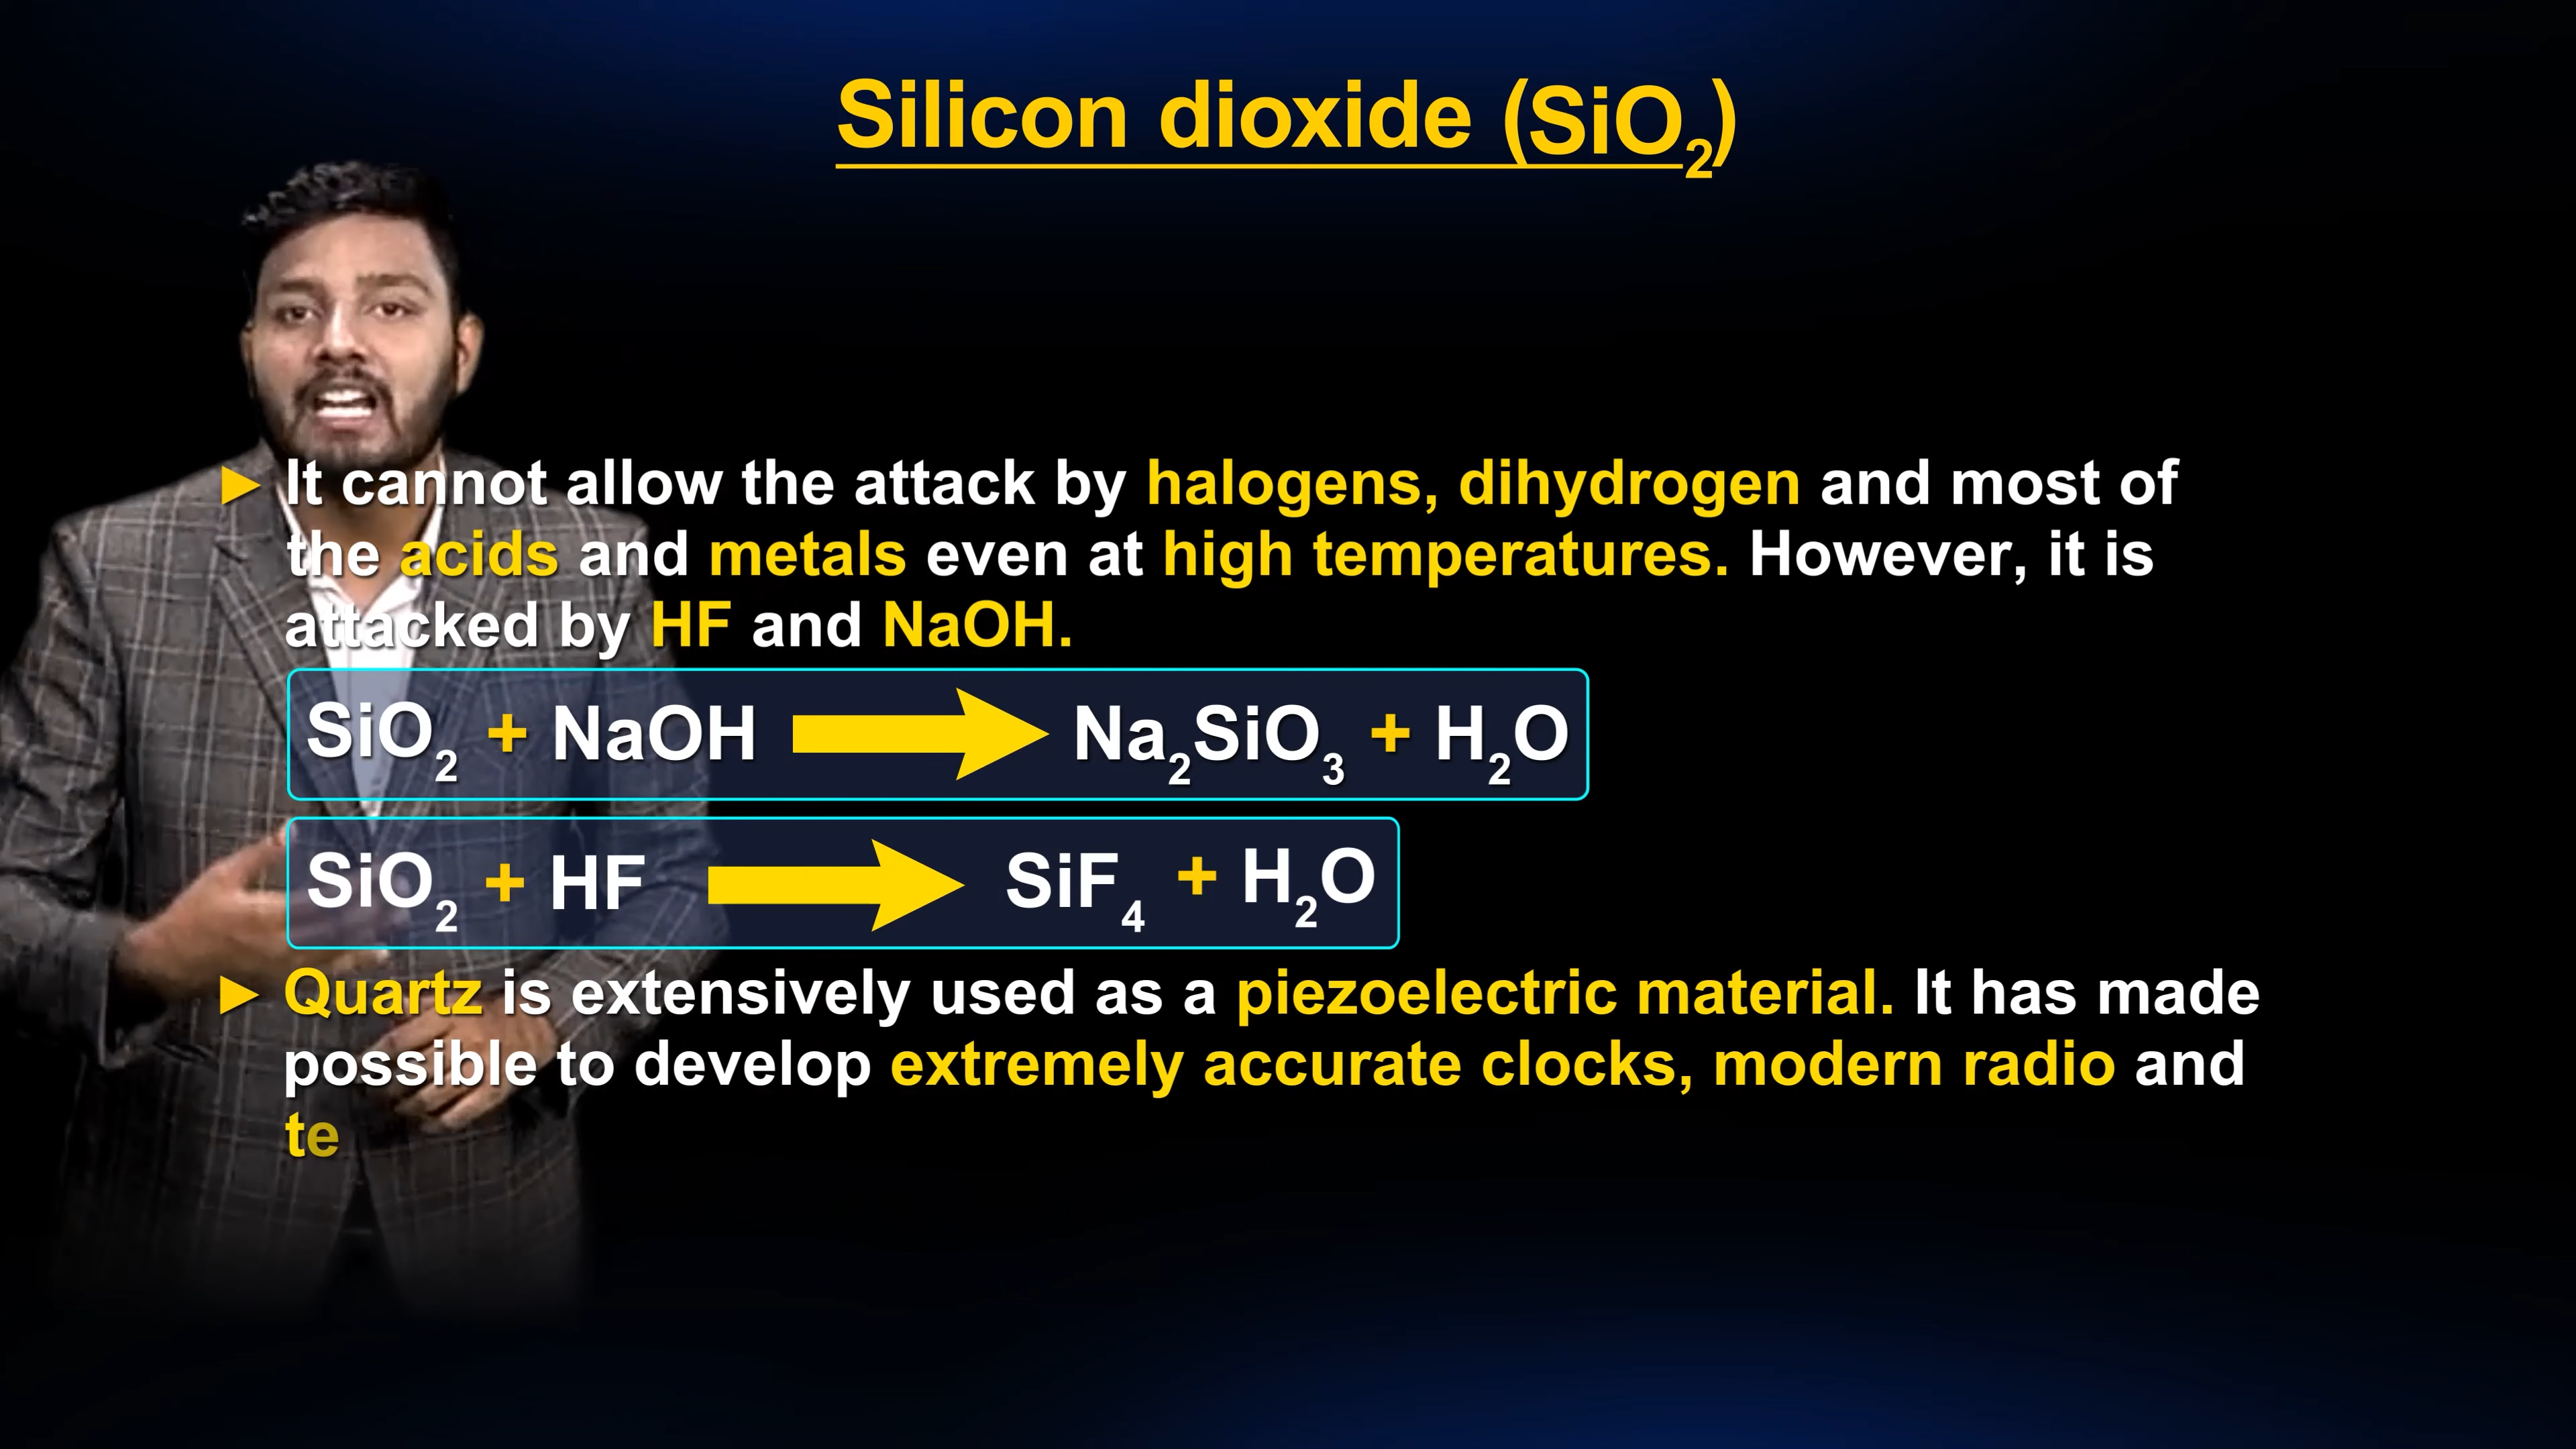 Silicon dioxide (SiO₂)
► It cannot allow the attack by halogens, dihydrogen and most of
the acids and metals even at high temperatures. However, it is
attacked by HF and NaOH.
SiO₂ + NaOH → Na₂SiO₃ + H₂O
SiO₂ + HF → SiF₄ + H₂O
► Quartz is extensively used as a piezoelectric material. It has made
possible to develop extremely accurate clocks, modern radio and
te